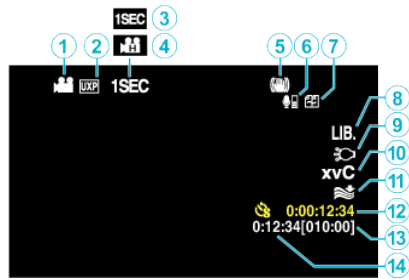 1SEC 3
H 4
1 2 5 6 7
UXP 1SEC
LIB. 8
9
xvC 10
11
0:00:12:34 12
0:12:34[010:00] 13
14